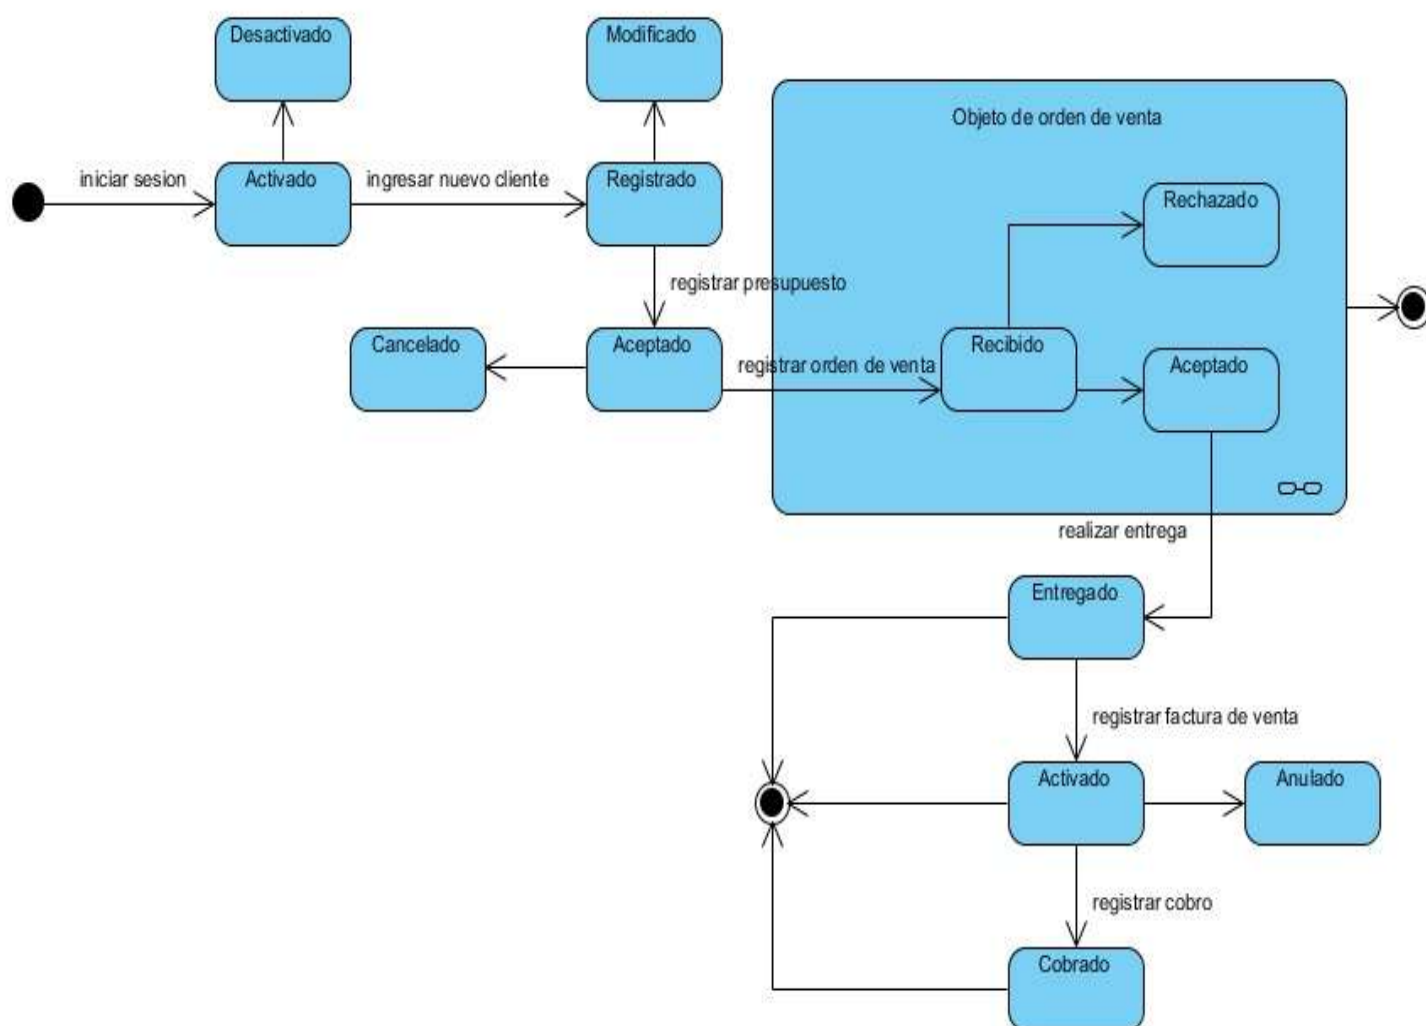 Desactivado
Modificado
Objeto de orden de venta
iniciar sesion
Activado
ingresar nuevo cliente
Registrado
Rechazado
registrar presupuesto
Cancelado
Aceptado
registrar orden de venta
Recibido
Aceptado
realizar entrega
Entregado
registrar factura de venta
Activado
Anulado
registrar cobro
Cobrado